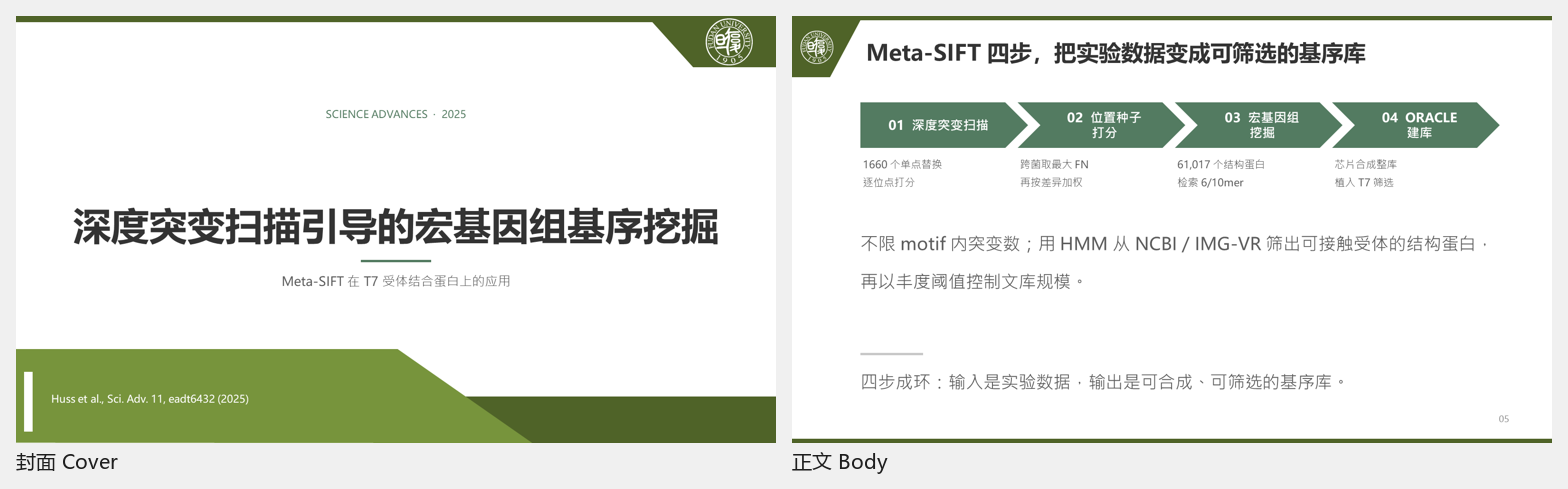 FUDAN UNIVERSITY
1905
SCIENCE ADVANCES · 2025
深度突变扫描引导的宏基因组基序挖掘
Meta-SIFT 在 T7 受体结合蛋白上的应用
Huss et al., Sci. Adv. 11, eadt6432 (2025)
封面 Cover
Meta-SIFT 四步，把实验数据变成可筛选的基序库
01 深度突变扫描
02 位置种子
打分
03 宏基因组
挖掘
04 ORACLE
建库
1660 个单点替换
逐位点打分
跨菌取最大 FN
再按差异加权
61,017 个结构蛋白
检索 6/10mer
芯片合成整库
植入 T7 筛选
不限 motif 内突变数；用 HMM 从 NCBI / IMG-VR 筛出可接触受体的结构蛋白，
再以丰度阈值控制文库规模。
四步成环：输入是实验数据，输出是可合成、可筛选的基序库。
05
正文 Body